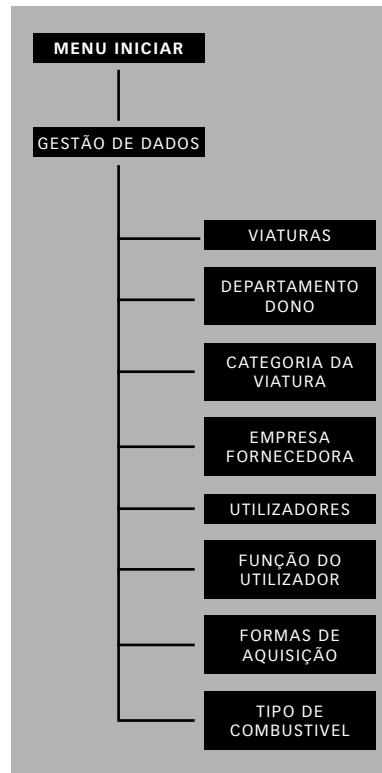 MENU INICIAR
GESTÃO DE DADOS
VIATURAS
DEPARTAMENTO
DONO
CATEGORIA DA
VIATURA
EMPRESA
FORNECEDORA
UTILIZADORES
FUNÇÃO DO
UTILIZADOR
FORMAS DE
AQUISIÇÃO
TIPO DE
COMBUSTIVEL